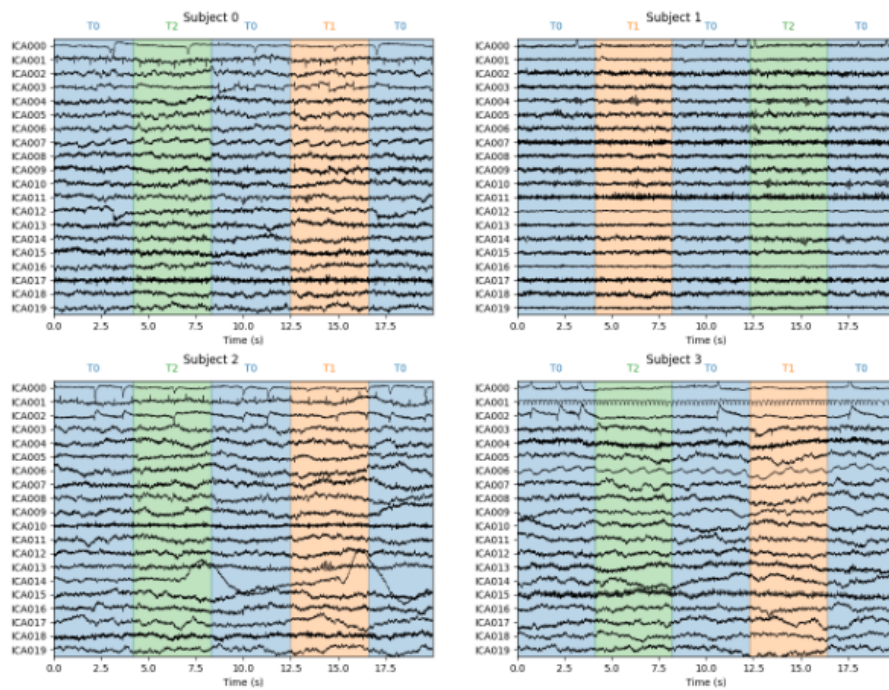 Subject 0
T0 T2 T0 T1 T0
ICA000
ICA001
ICA002
ICA003
ICA004
ICA005
ICA006
ICA007
ICA008
ICA009
ICA010
ICA011
ICA012
ICA013
ICA014
ICA015
ICA016
ICA017
ICA018
ICA019
0.0 2.5 5.0 7.5 10.0 12.5 15.0 17.5
Time (s)
Subject 1
T0 T1 T0 T2 T0
ICA000
ICA001
ICA002
ICA003
ICA004
ICA005
ICA006
ICA007
ICA008
ICA009
ICA010
ICA011
ICA012
ICA013
ICA014
ICA015
ICA016
ICA017
ICA018
ICA019
0.0 2.5 5.0 7.5 10.0 12.5 15.0 17.5
Time (s)
Subject 2
T0 T2 T0 T1 T0
ICA000
ICA001
ICA002
ICA003
ICA004
ICA005
ICA006
ICA007
ICA008
ICA009
ICA010
ICA011
ICA012
ICA013
ICA014
ICA015
ICA016
ICA017
ICA018
ICA019
0.0 2.5 5.0 7.5 10.0 12.5 15.0 17.5
Time (s)
Subject 3
T0 T2 T0 T1 T0
ICA000
ICA001
ICA002
ICA003
ICA004
ICA005
ICA006
ICA007
ICA008
ICA009
ICA010
ICA011
ICA012
ICA013
ICA014
ICA015
ICA016
ICA017
ICA018
ICA019
0.0 2.5 5.0 7.5 10.0 12.5 15.0 17.5
Time (s)